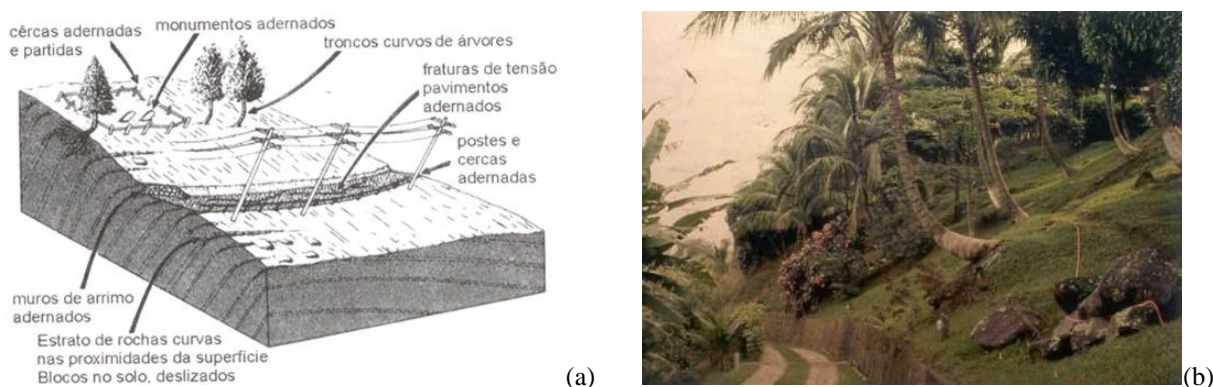 cêrcas adernadas
e partidas
monumentos adernados
troncos curvos de árvores
fraturas de tensão
pavimentos
adernados
postes e
cercas
adernadas
muros de arrimo
adernados
Estrato de rochas curvas
nas proximidades da superfície
Blocos no solo, deslizados
(a)
(b)